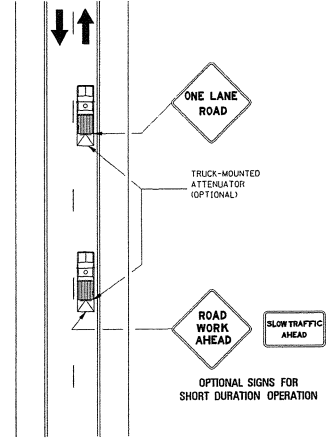 ONE LANE
ROAD
TRUCK-MOUNTED
ATTENUATOR
(OPTIONAL)
ROAD
WORK
AHEAD
SLOW TRAFFIC
AHEAD
OPTIONAL SIGNS FOR
SHORT DURATION OPERATION